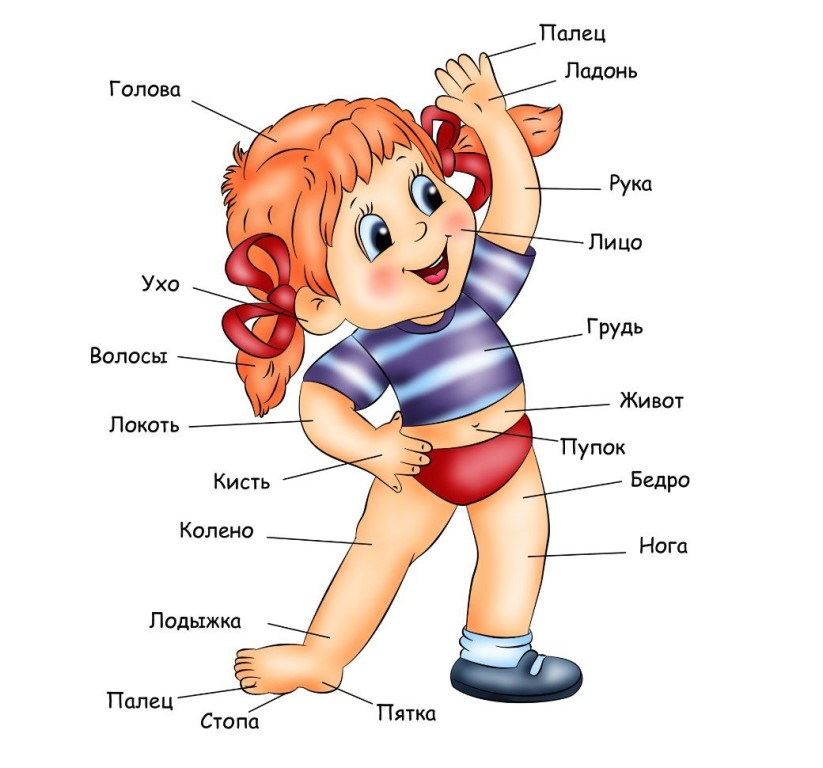 Палец
Ладонь
Голова
Рука
Лицо
Ухо
Грудь
Волосы
Живот
Локоть
Пупок
Кисть
Бедро
Колено
Нога
Лодыжка
Палец
Стопа
Пятка